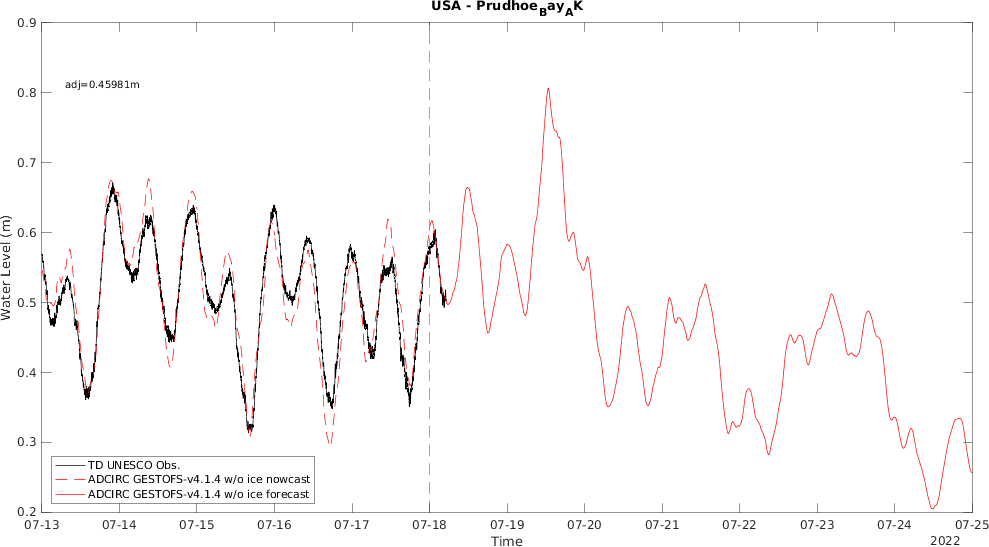 USA - Prudhoe_Bay_AK
0.9
adj=0.45981m
0.8
0.7
0.6
0.5
0.4
0.3
0.2
Water Level (m)
TD UNESCO Obs.
ADCIRC GESTOFS-v4.1.4 w/o ice nowcast
ADCIRC GESTOFS-v4.1.4 w/o ice forecast
07-13 07-14 07-15 07-16 07-17 07-18 07-19 07-20 07-21 07-22 07-23 07-24 07-25
Time
2022